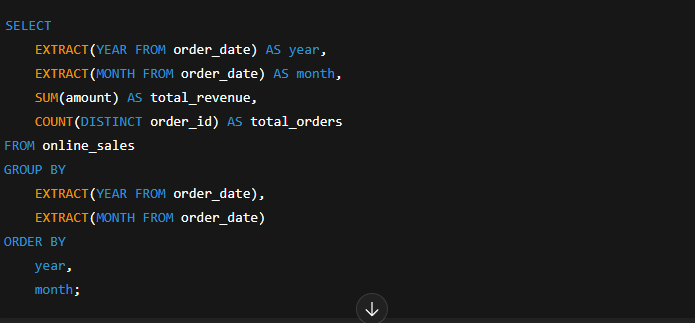 SELECT
    EXTRACT(YEAR FROM order_date) AS year,
    EXTRACT(MONTH FROM order_date) AS month,
    SUM(amount) AS total_revenue,
    COUNT(DISTINCT order_id) AS total_orders
FROM online_sales
GROUP BY
    EXTRACT(YEAR FROM order_date),
    EXTRACT(MONTH FROM order_date)
ORDER BY
    year,
    month;